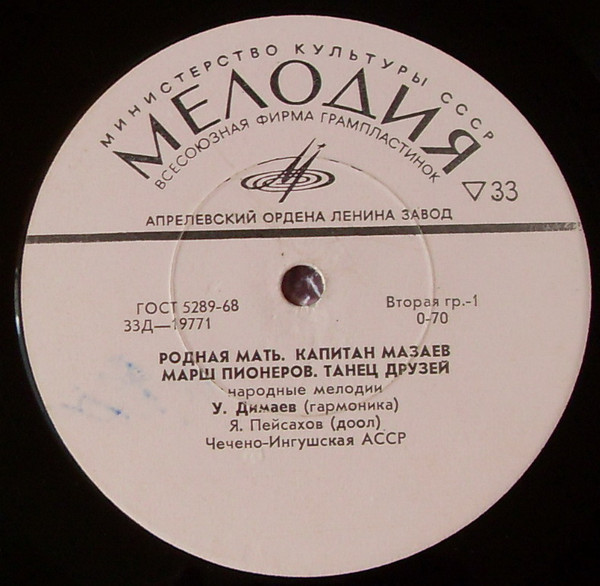 МИНИСТЕРСТВО КУЛЬТУРЫ СССР
МЕЛОДИЯ
ВСЕСОЮЗНАЯ ФИРМА ГРАМПЛАСТИНОК
33
АПРЕЛЕВСКИЙ ОРДЕНА ЛЕНИНА ЗАВОД
ГОСТ 5289-68 Вторая гр.-1
33Д—19771 0-70
РОДНАЯ МАТЬ. КАПИТАН МАЗАЕВ
МАРШ ПИОНЕРОВ. ТАНЕЦ ДРУЗЕЙ
народные мелодии
У. Димаев (гармоника)
Я. Пейсахов (доол)
Чечено-Ингушская АССР